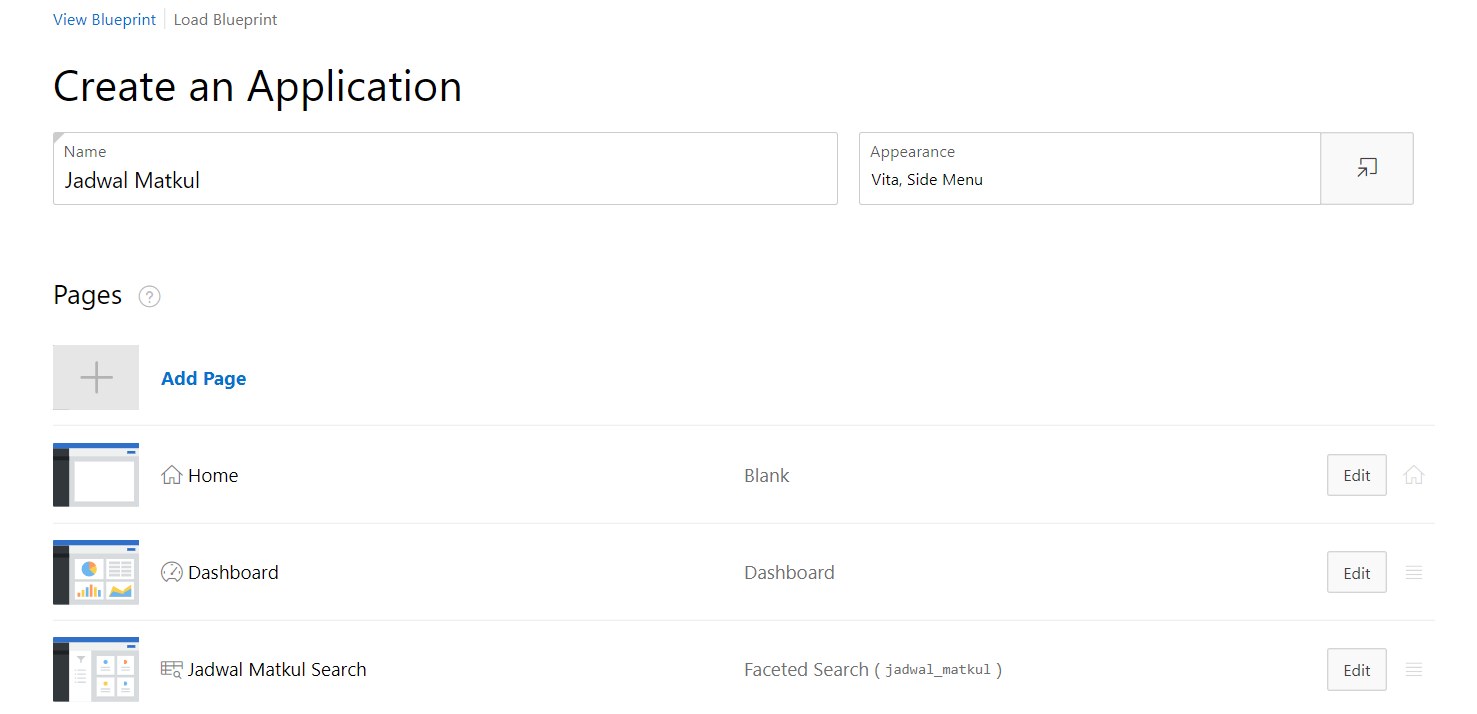 View Blueprint Load Blueprint
Create an Application
Name
Jadwal Matkul
Appearance
Vita, Side Menu
Pages ?
Add Page
Home Blank Edit
Dashboard Dashboard Edit
Jadwal Matkul Search Faceted Search ( jadwal_matkul ) Edit